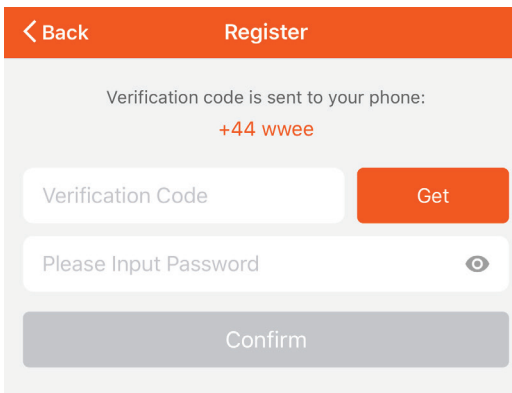 Back
Register
Verification code is sent to your phone:
+44 wwee
Verification Code
Get
Please Input Password
Confirm